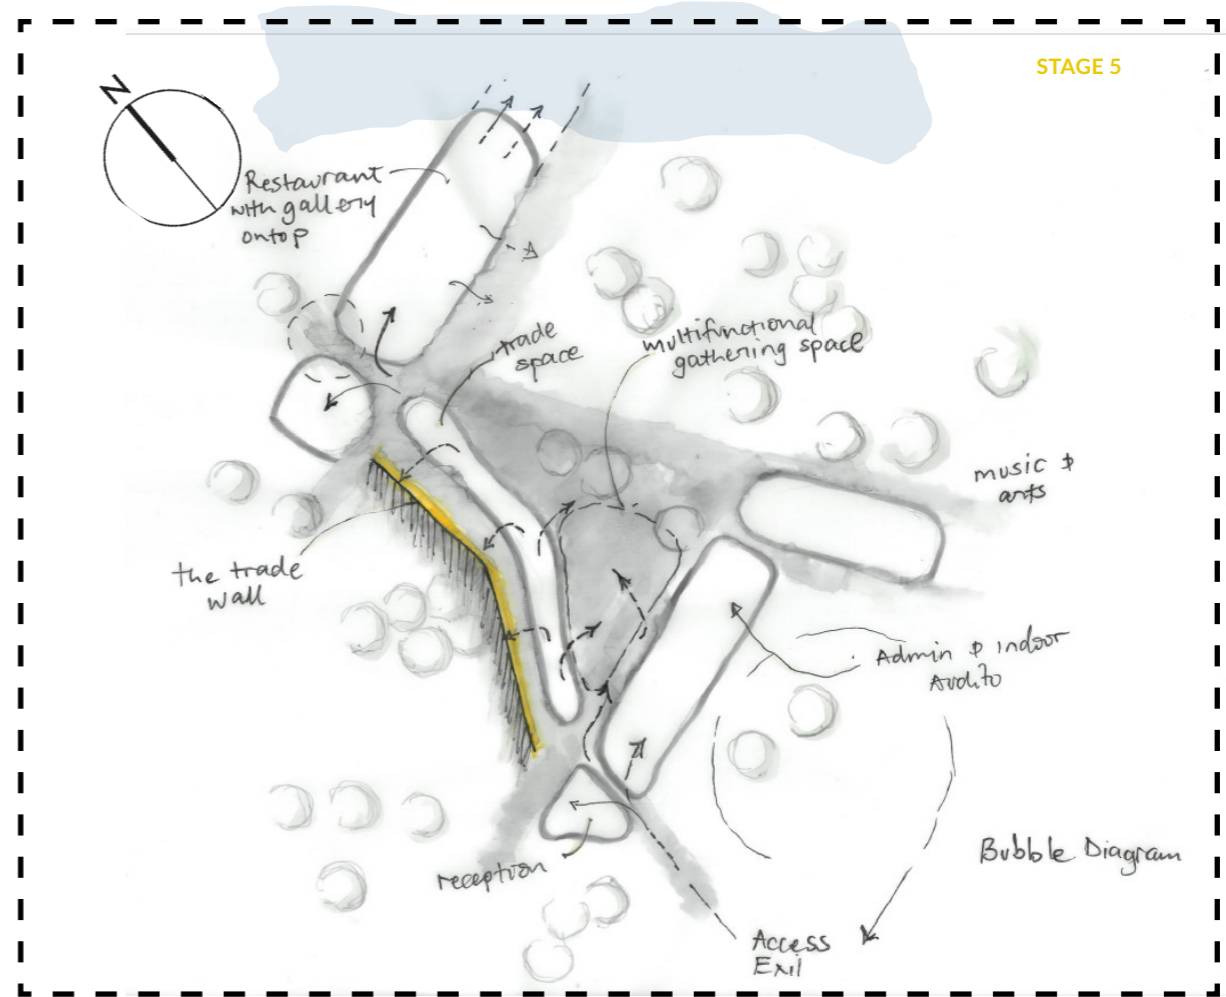 STAGE 5
N
Restaurant
with gallery
ontop
trade
space
multifunctional
gathering space
music &
arts
the trade
wall
Admin & indoor
Audito
Bubble Diagram
reception
Access
Exil